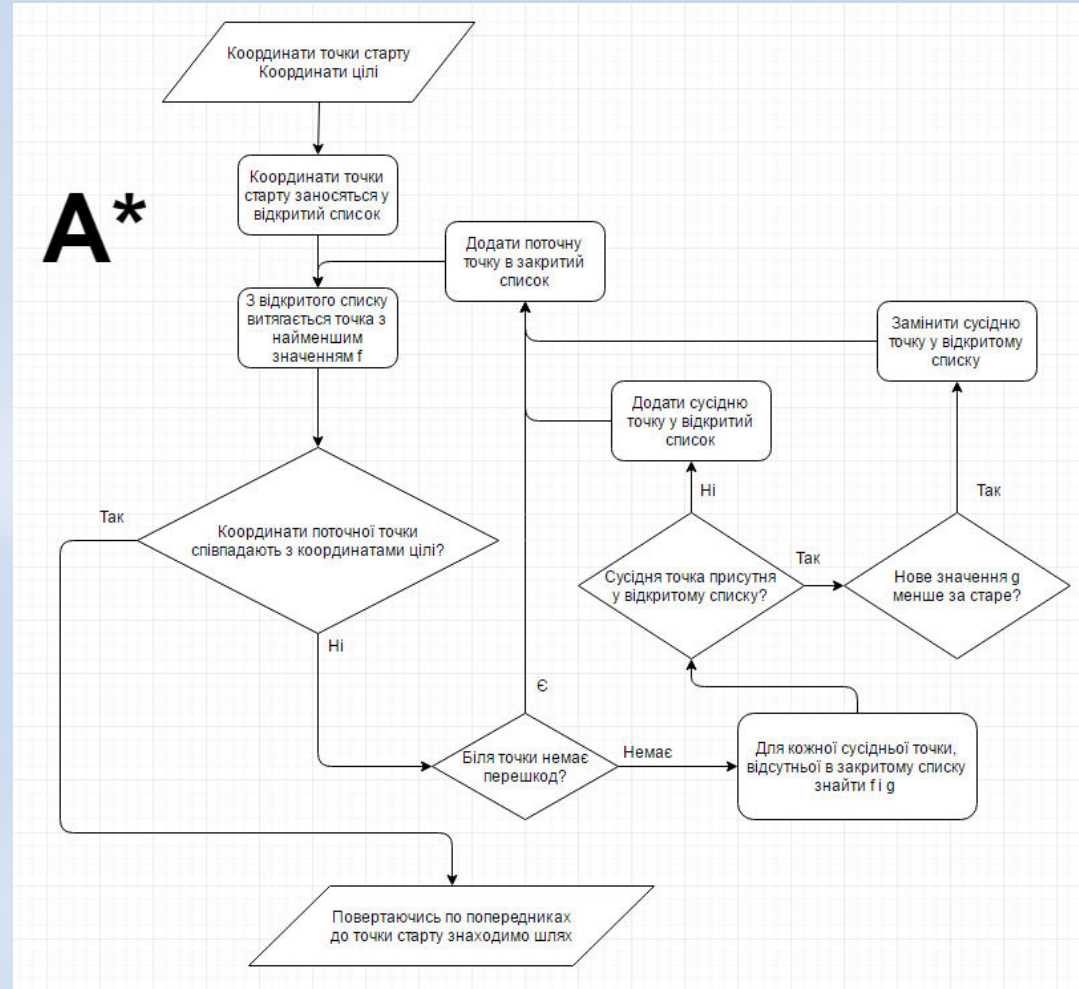 Координати точки старту
Координати цілі
Координати точки
старту заносяться у
відкритий список
A*
Додати поточну
точку в закритий
список
З відкритого списку
витягається точка з
найменшим
значенням f
Замінити сусідню
точку у відкритому
списку
Додати сусідню
точку у відкритий
список
Ні
Так
Так
Координати поточної точки
співпадають з координатами цілі?
Так
Сусідня точка присутня
у відкритому списку?
Нове значення g
менше за старе?
Ні
Є
Біля точки немає
перешкод?
Немає
Для кожної сусідньої точки,
відсутньої в закритому списку
знайти f і g
Повертаючись по попередниках
до точки старту знаходимо шлях